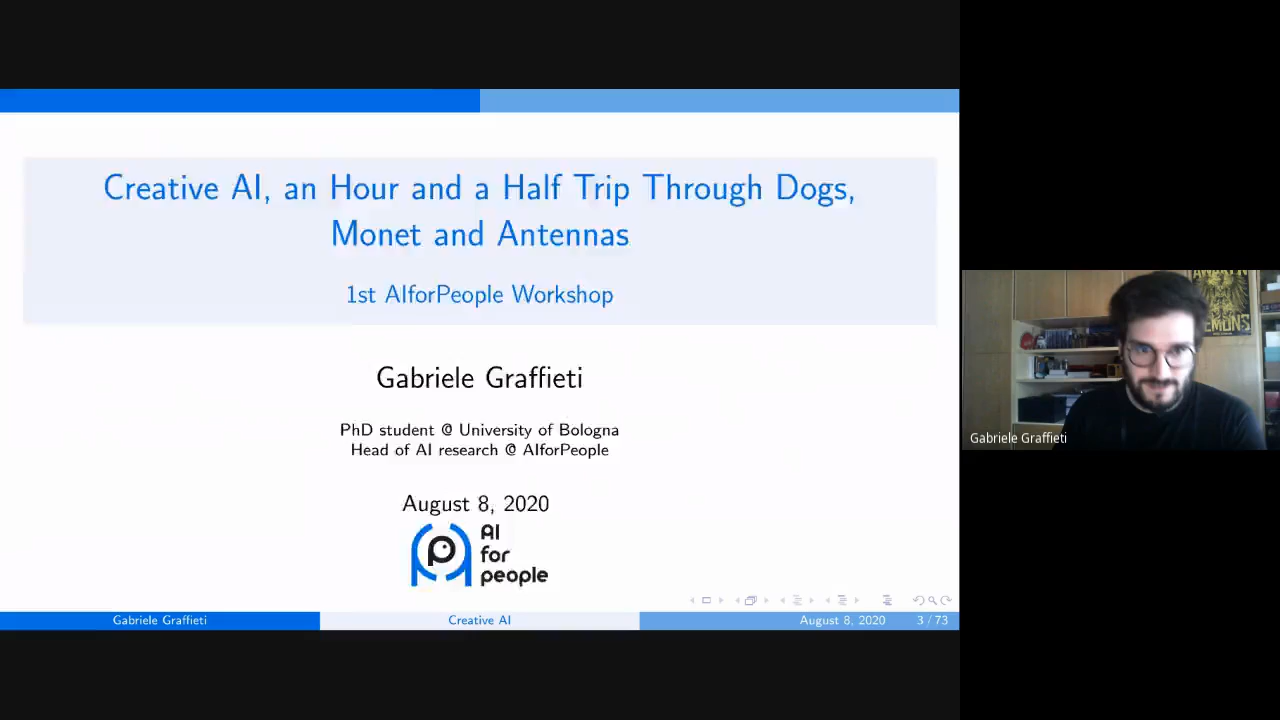 Creative AI, an Hour and a Half Trip Through Dogs,
Monet and Antennas
1st AIforPeople Workshop
Gabriele Graffieti
PhD student @ University of Bologna
Head of AI research @ AIforPeople
August 8, 2020
AI
for
people
Gabriele Graffieti
Creative AI
August 8, 2020
3 / 73
Gabriele Graffieti